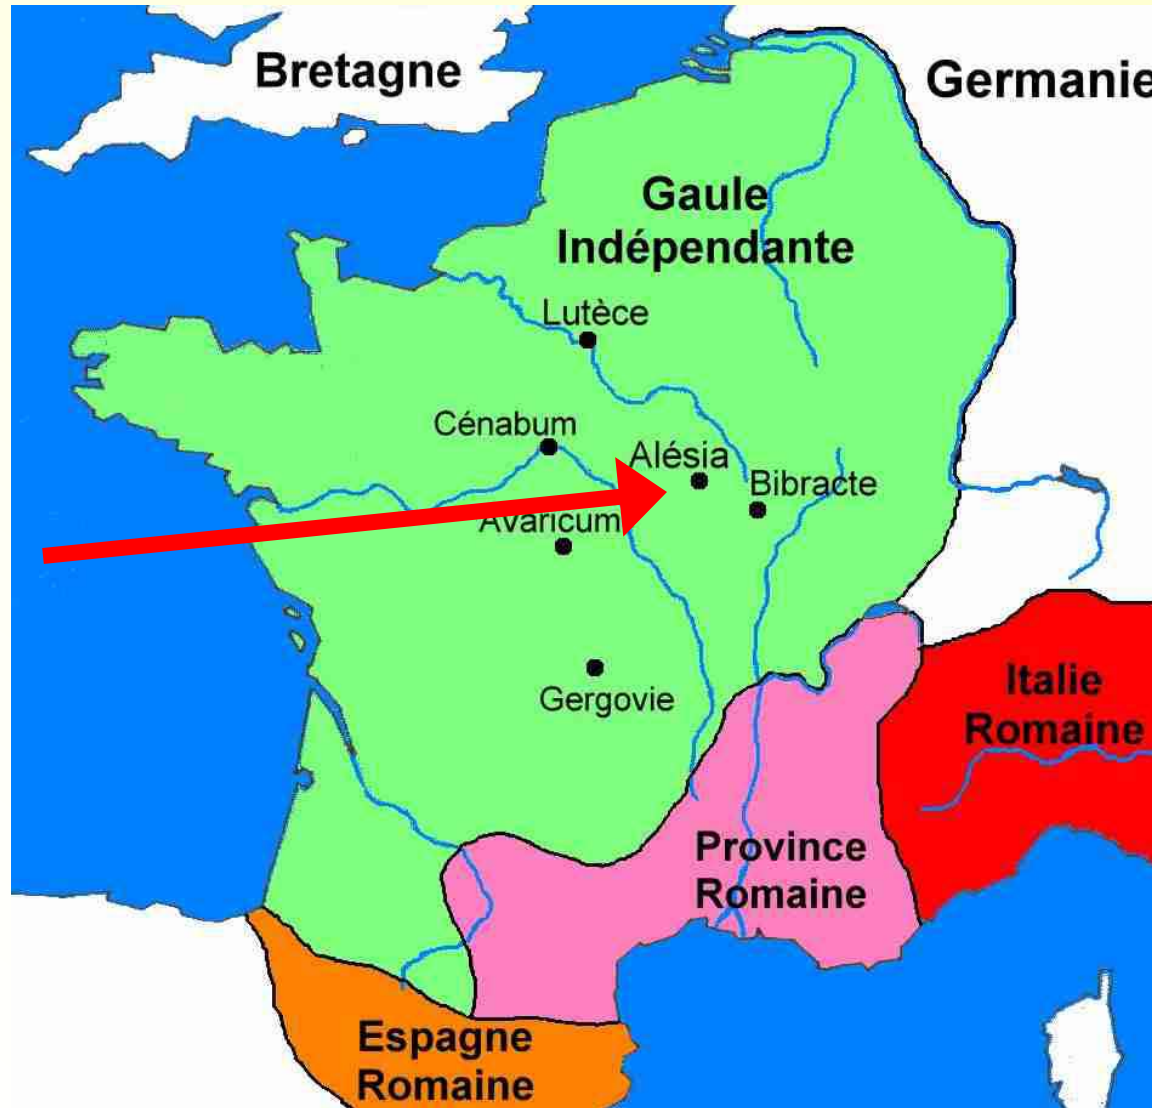 Bretagne
Germanie
Gaule
Indépendante
Lutèce
Cénabum
Alésia
Bibracte
Avaricum
Gergovie
Italie
Romaine
Province
Romaine
Espagne
Romaine